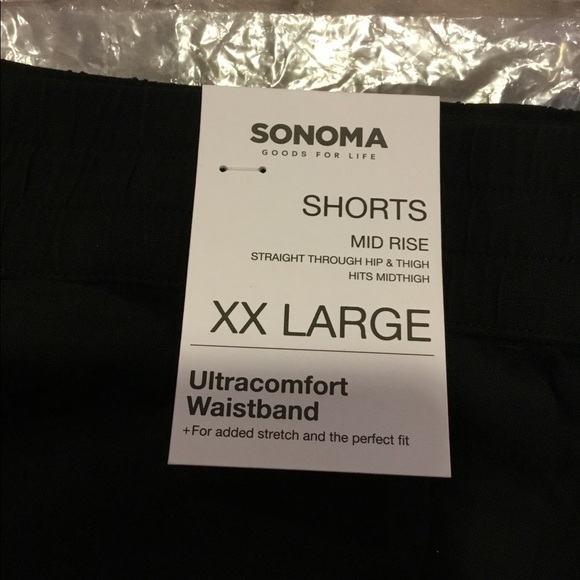 SONOMA
GOODS FOR LIFE
SHORTS
MID RISE
STRAIGHT THROUGH HIP & THIGH
HITS MIDTHIGH
XX LARGE
Ultracomfort
Waistband
+For added stretch and the perfect fit